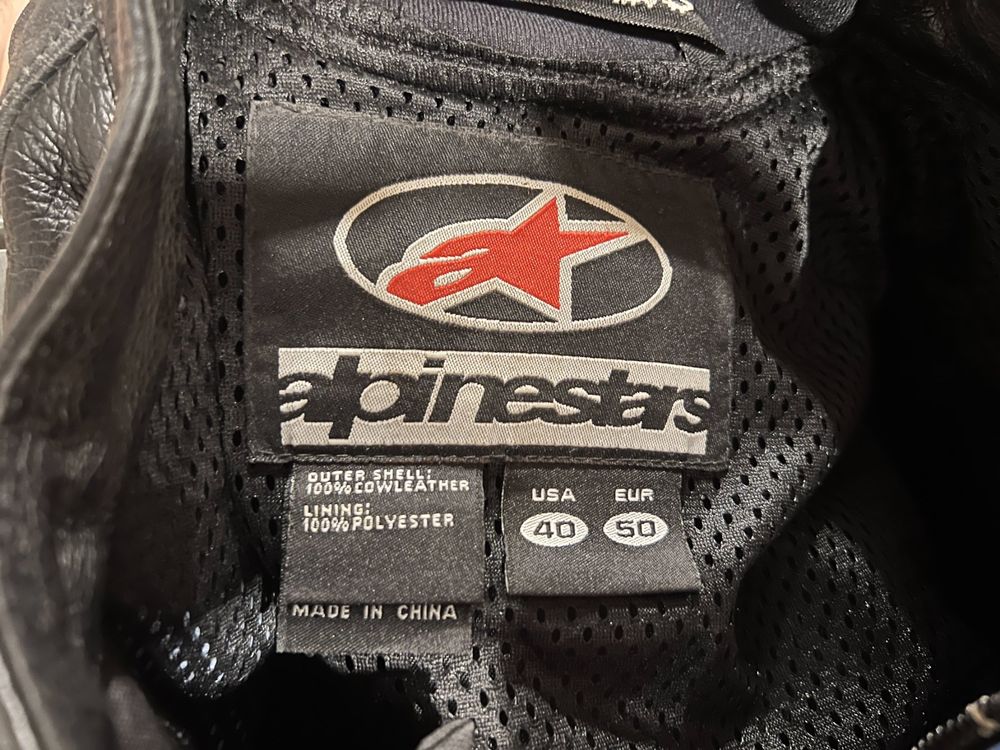 alpinestars
OUTER SHELL:
100% COWLEATHER
LINING:
100% POLYESTER
MADE IN CHINA
USA EUR
40 50